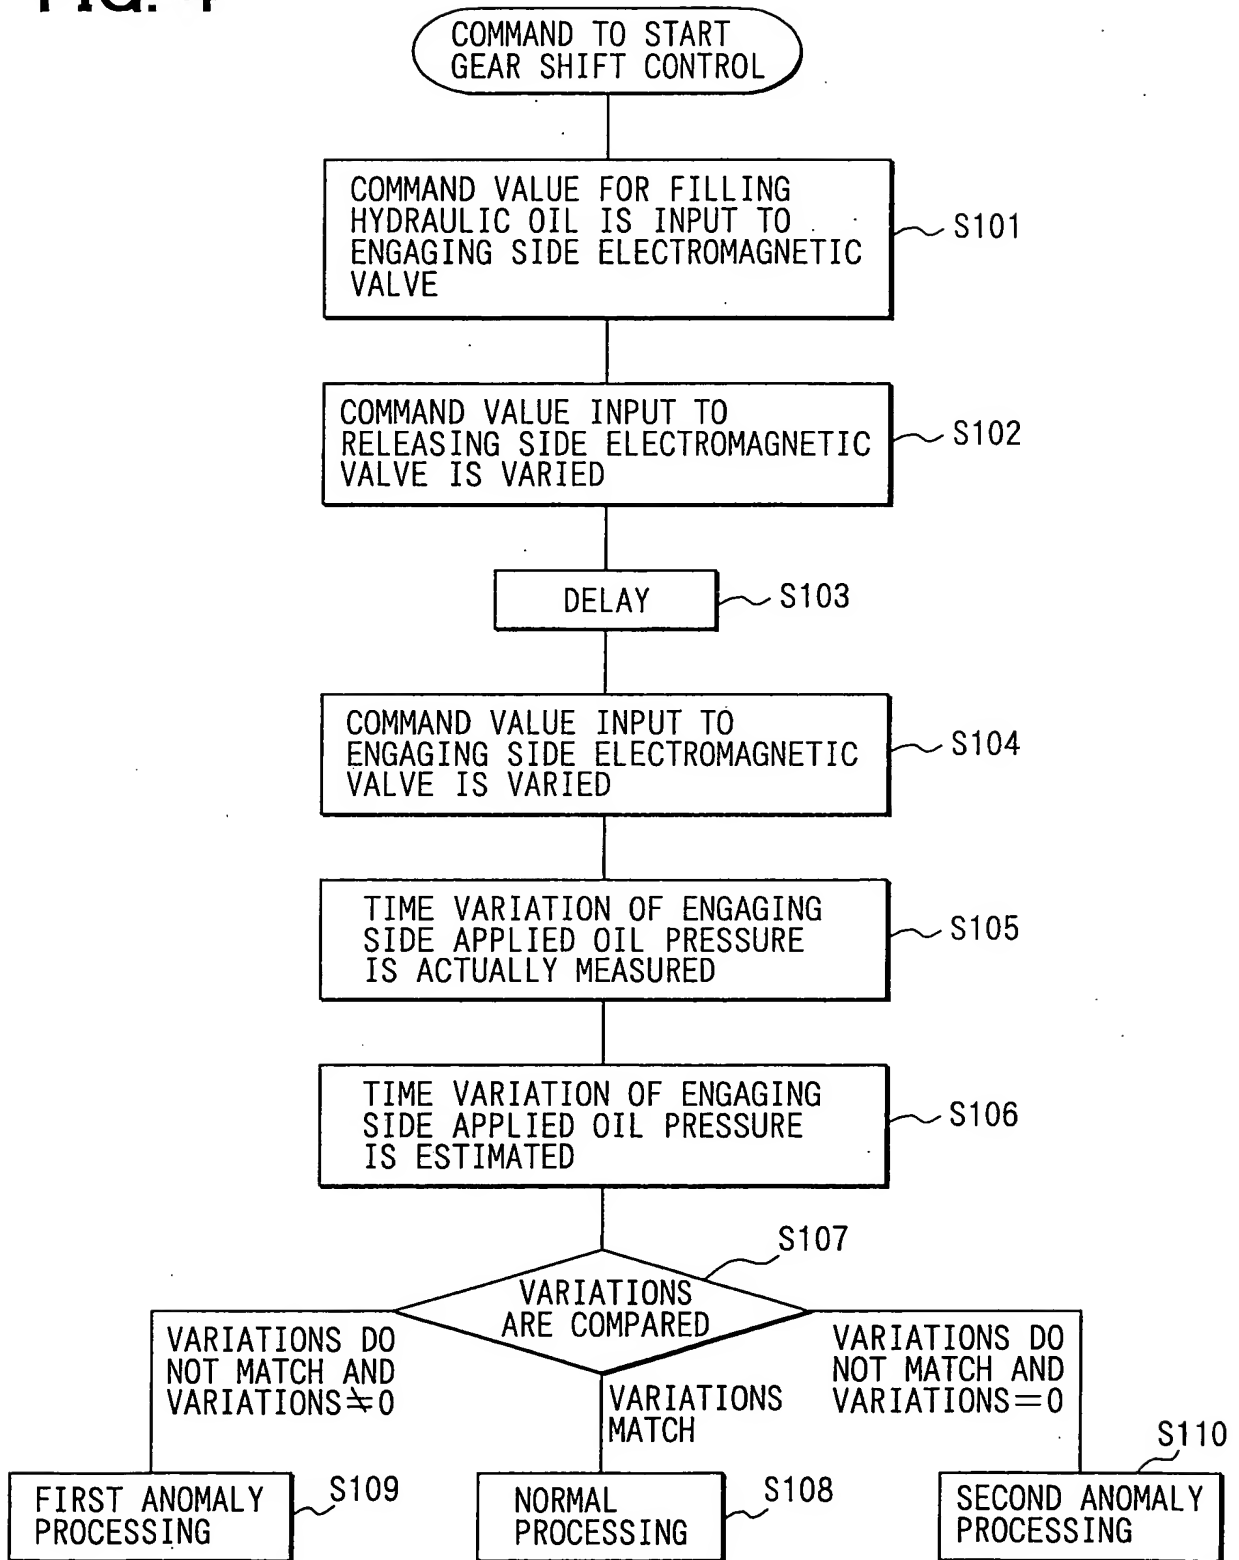 FIG. 4
COMMAND TO START
GEAR SHIFT CONTROL
COMMAND VALUE FOR FILLING
HYDRAULIC OIL IS INPUT TO
ENGAGING SIDE ELECTROMAGNETIC
VALVE
S101
COMMAND VALUE INPUT TO
RELEASING SIDE ELECTROMAGNETIC
VALVE IS VARIED
S102
DELAY
S103
COMMAND VALUE INPUT TO
ENGAGING SIDE ELECTROMAGNETIC
VALVE IS VARIED
S104
TIME VARIATION OF ENGAGING
SIDE APPLIED OIL PRESSURE
IS ACTUALLY MEASURED
S105
TIME VARIATION OF ENGAGING
SIDE APPLIED OIL PRESSURE
IS ESTIMATED
S106
S107
VARIATIONS
ARE COMPARED
VARIATIONS DO
NOT MATCH AND
VARIATIONS≠0
VARIATIONS
MATCH
VARIATIONS DO
NOT MATCH AND
VARIATIONS=0
FIRST ANOMALY
PROCESSING
S109
NORMAL
PROCESSING
S108
S110
SECOND ANOMALY
PROCESSING